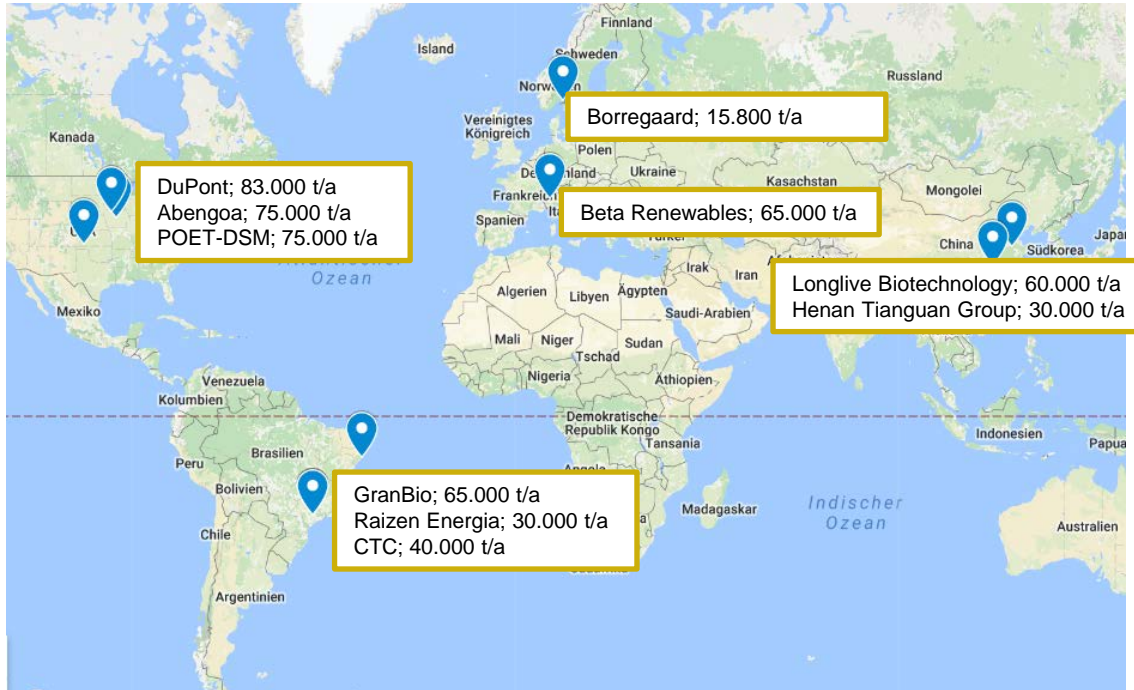 Finnland
Island
Schweden
Norwegen
Russland
Kanada
Vereinigtes
Königreich
Borregaard; 15.800 t/a
Polen
Ukraine
Kasachstan
Mongolei
Frankreich
Spanien
DuPont; 83.000 t/a
Abengoa; 75.000 t/a
POET-DSM; 75.000 t/a
Beta Renewables; 65.000 t/a
China
Südkorea
Japan
Ozean
Irak
Iran
Longlive Biotechnology; 60.000 t/a
Henan Tianguan Group; 30.000 t/a
Mexiko
Algerien
Libyen
Ägypten
Saudi-Arabien
Mali
Niger
Tschad
Sudan
Nigeria
Äthiopien
Venezuela
Kolumbien
Demokratische
Republik Kongo
Tansania
Indonesien
Papua
Brasilien
Peru
Bolivien
GranBio; 65.000 t/a
Raizen Energia; 30.000 t/a
CTC; 40.000 t/a
Madagaskar
Indischer
Ozean
Australien
Chile
Argentinien